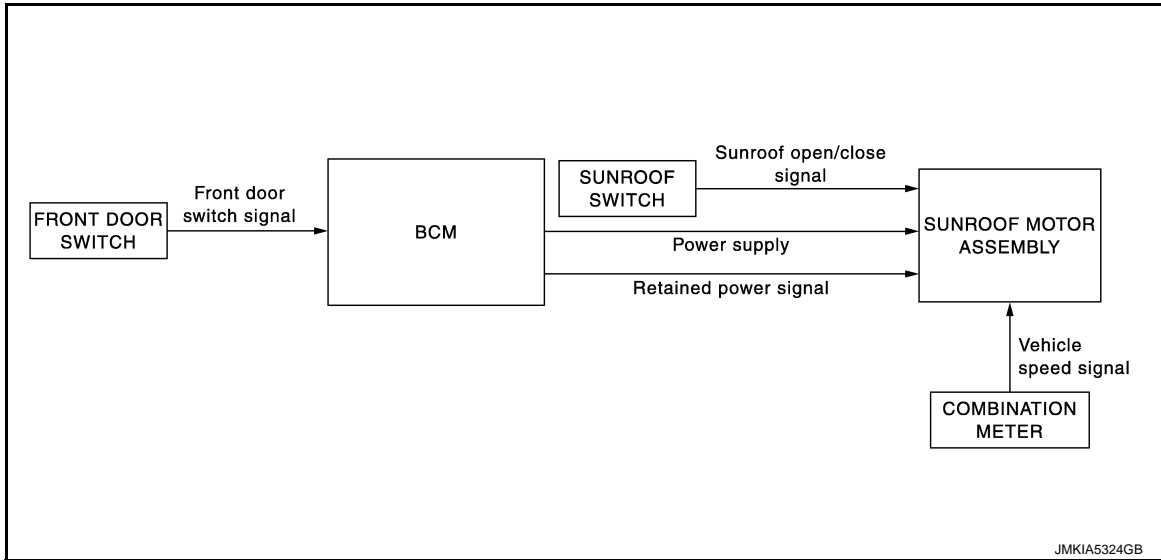 FRONT DOOR
SWITCH
Front door
switch signal
BCM
SUNROOF
SWITCH
Sunroof open/close
signal
Power supply
Retained power signal
SUNROOF MOTOR
ASSEMBLY
Vehicle
speed signal
COMBINATION
METER
JMKIA5324GB